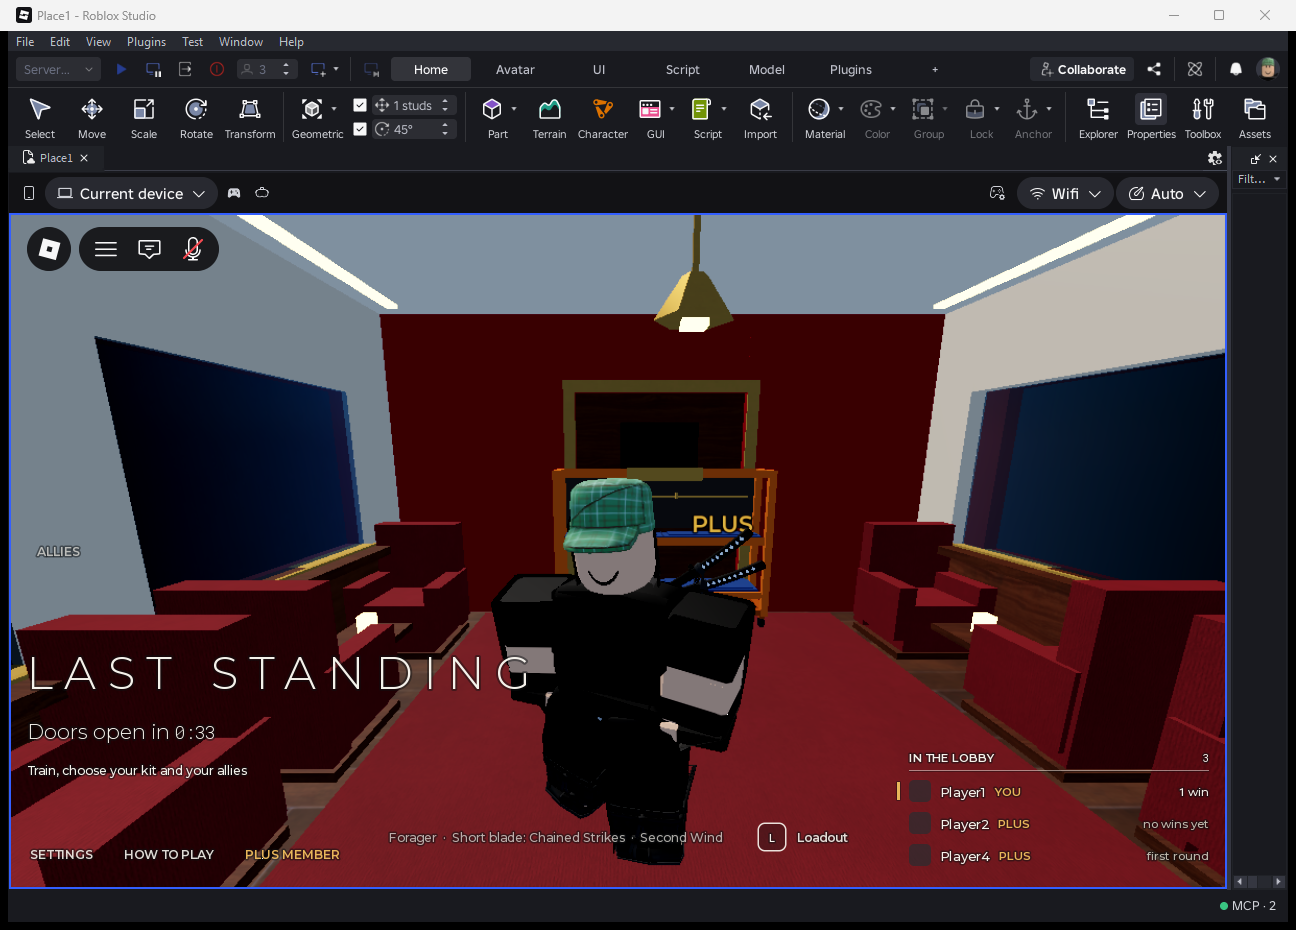 Place1 - Roblox Studio
File Edit View Plugins Test Window Help
Server... 3 Home Avatar UI Script Model Plugins + Collaborate
Select Move Scale Rotate Transform Geometric 1 studs 45° Part Terrain Character GUI Script Import Material Color Group Lock Anchor Explorer Properties Toolbox Assets
Place1
Current device Wifi Auto Filt...
PLUS
ALLIES
LAST STANDING
Doors open in 0:33
Train, choose your kit and your allies
SETTINGS HOW TO PLAY PLUS MEMBER
Forager · Short blade: Chained Strikes · Second Wind L Loadout
IN THE LOBBY 3
Player1 YOU 1 win
Player2 PLUS no wins yet
Player4 PLUS first round
MCP · 2